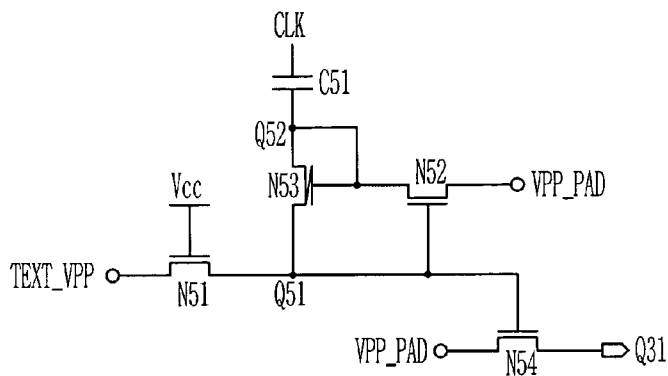 CLK
C51
Q52
N53
N52
VPP_PAD
Vcc
TEXT_VPP
N51
Q51
VPP_PAD
N54
Q31